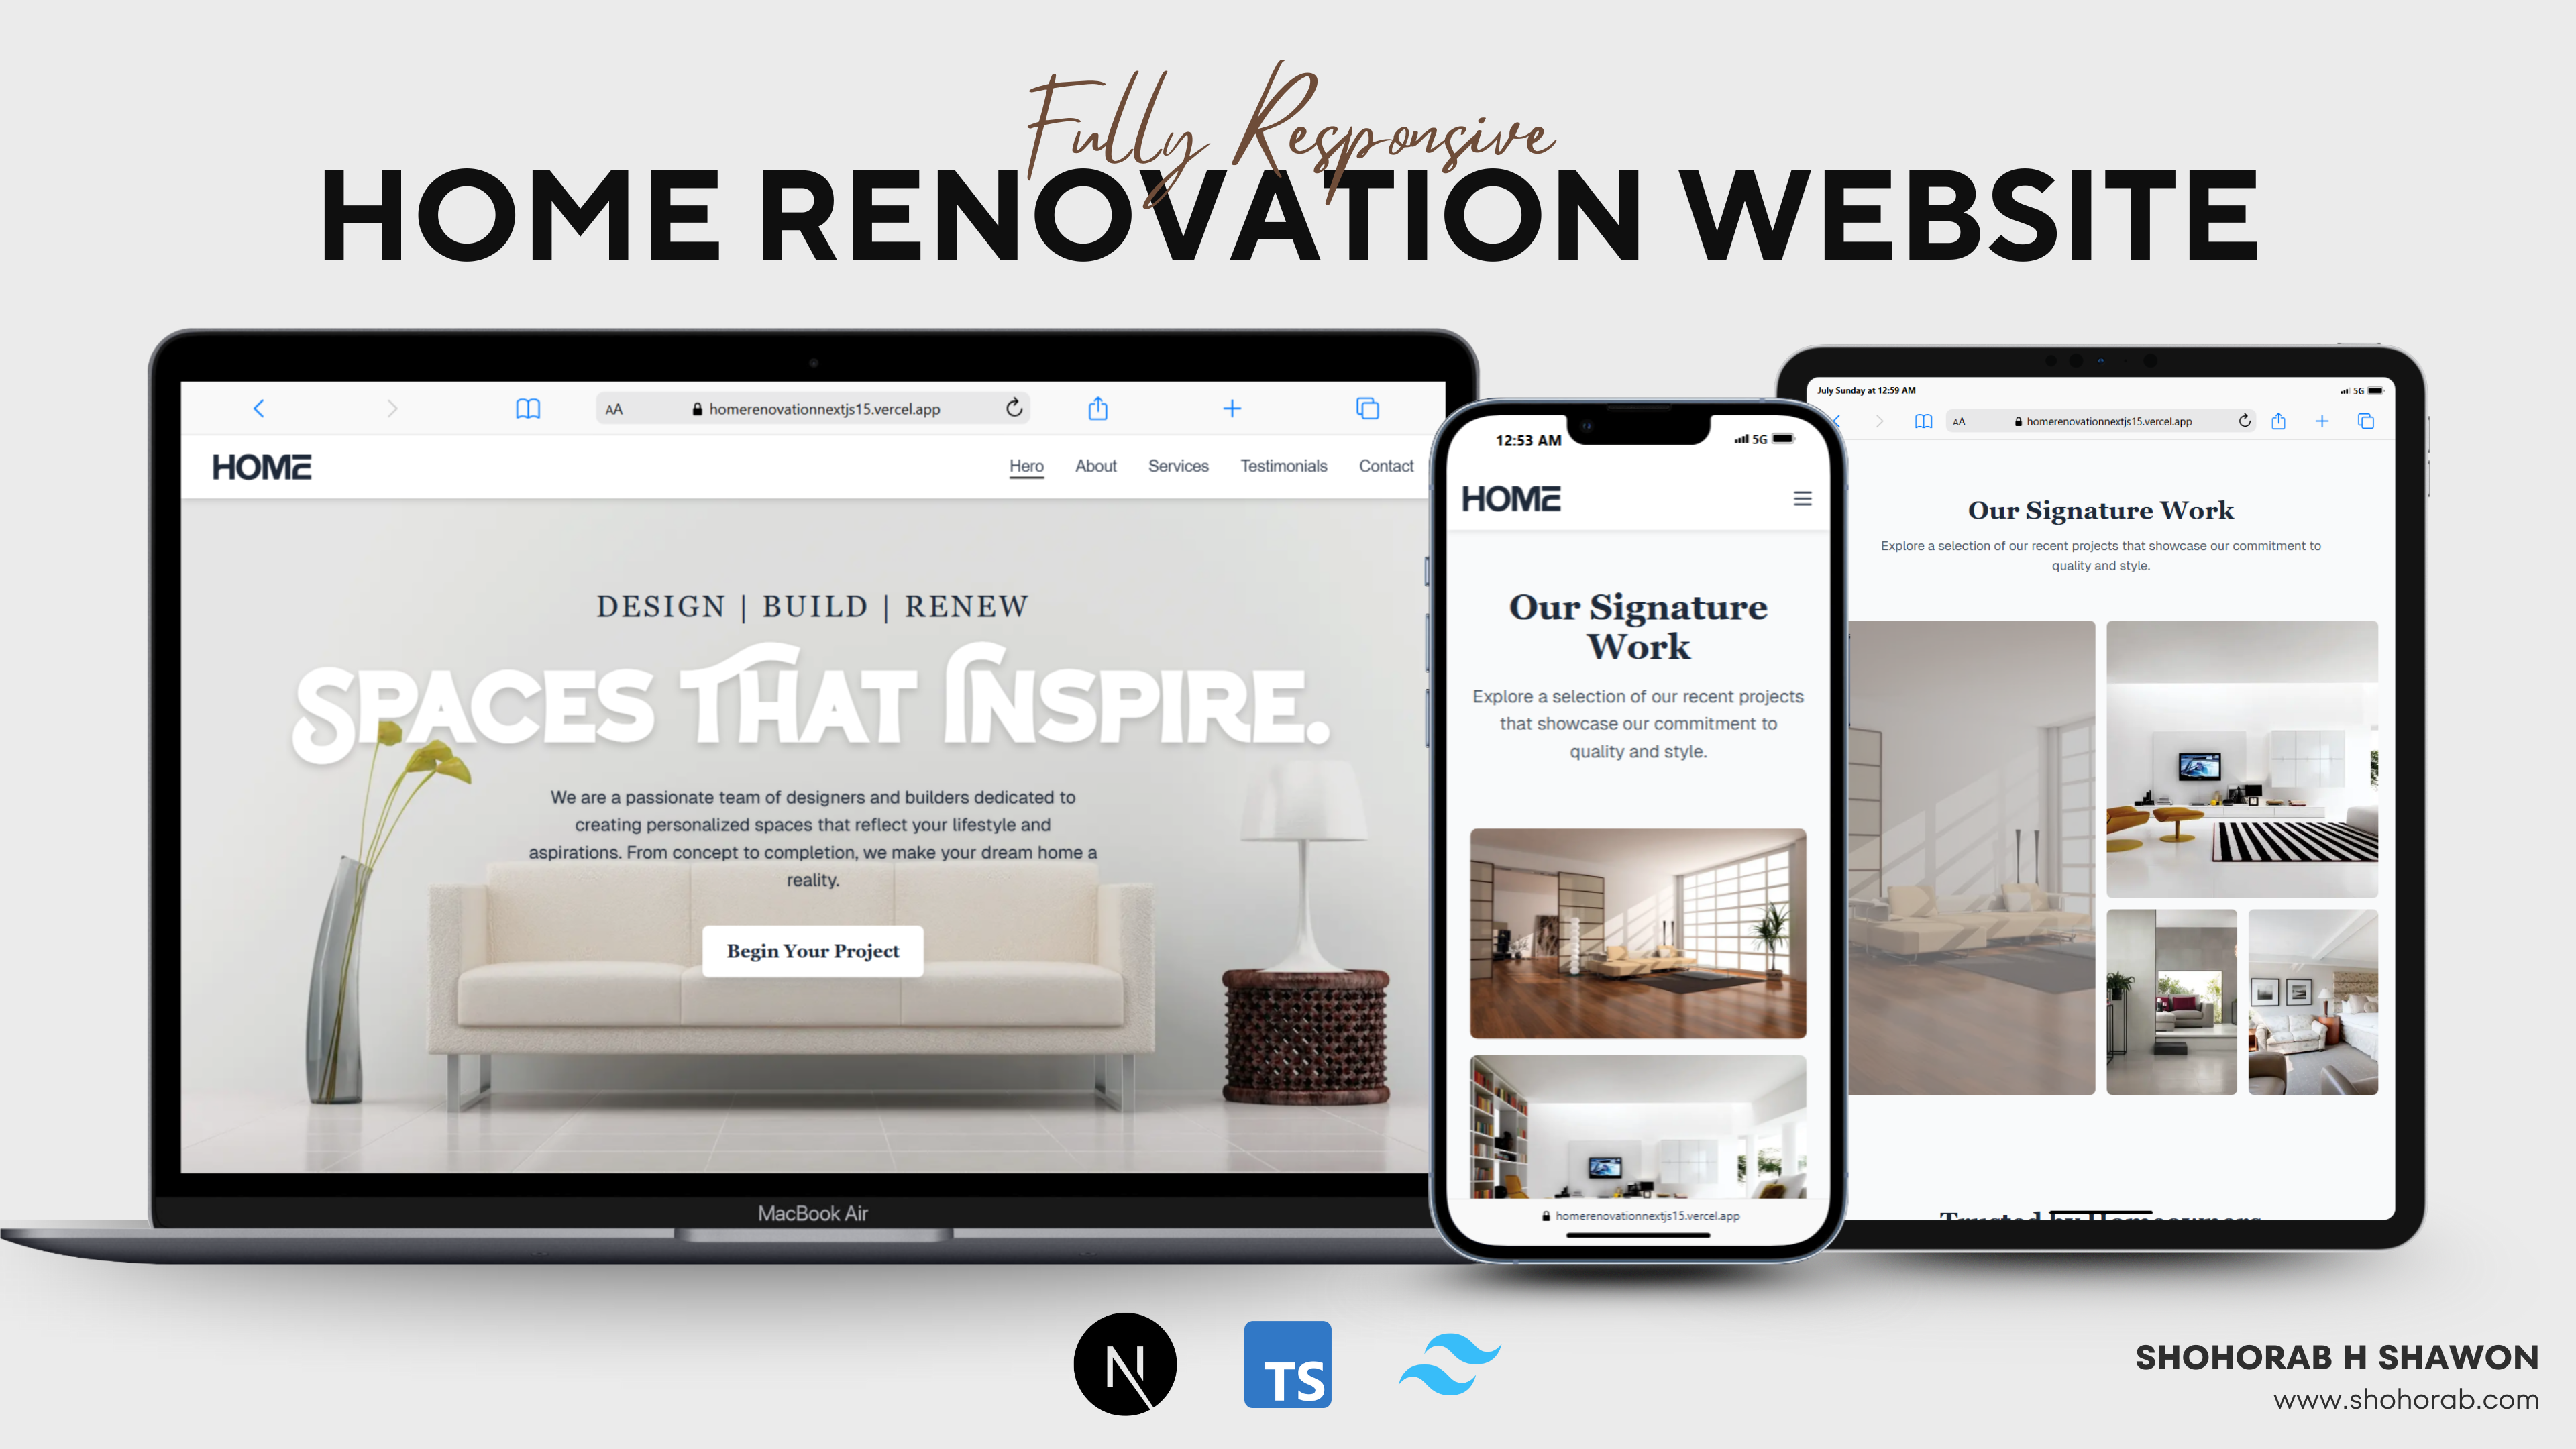 Fully Responsive
HOME RENOVATION WEBSITE
AA homerenovationnextjs15.vercel.app
HOME
Hero About Services Testimonials Contact
DESIGN | BUILD | RENEW
SPACES THAT INSPIRE.
We are a passionate team of designers and builders dedicated to
creating personalized spaces that reflect your lifestyle and
aspirations. From concept to completion, we make your dream home a
reality.
Begin Your Project
MacBook Air
12:53 AM 5G
HOME
Our Signature
Work
Explore a selection of our recent projects
that showcase our commitment to
quality and style.
homerenovationnextjs15.vercel.app
July Sunday at 12:59 AM 5G
AA homerenovationnextjs15.vercel.app
Our Signature Work
Explore a selection of our recent projects that showcase our commitment to
quality and style.
Trusted by Homeowners
N
TS
SHOHORAB H SHAWON
www.shohorab.com